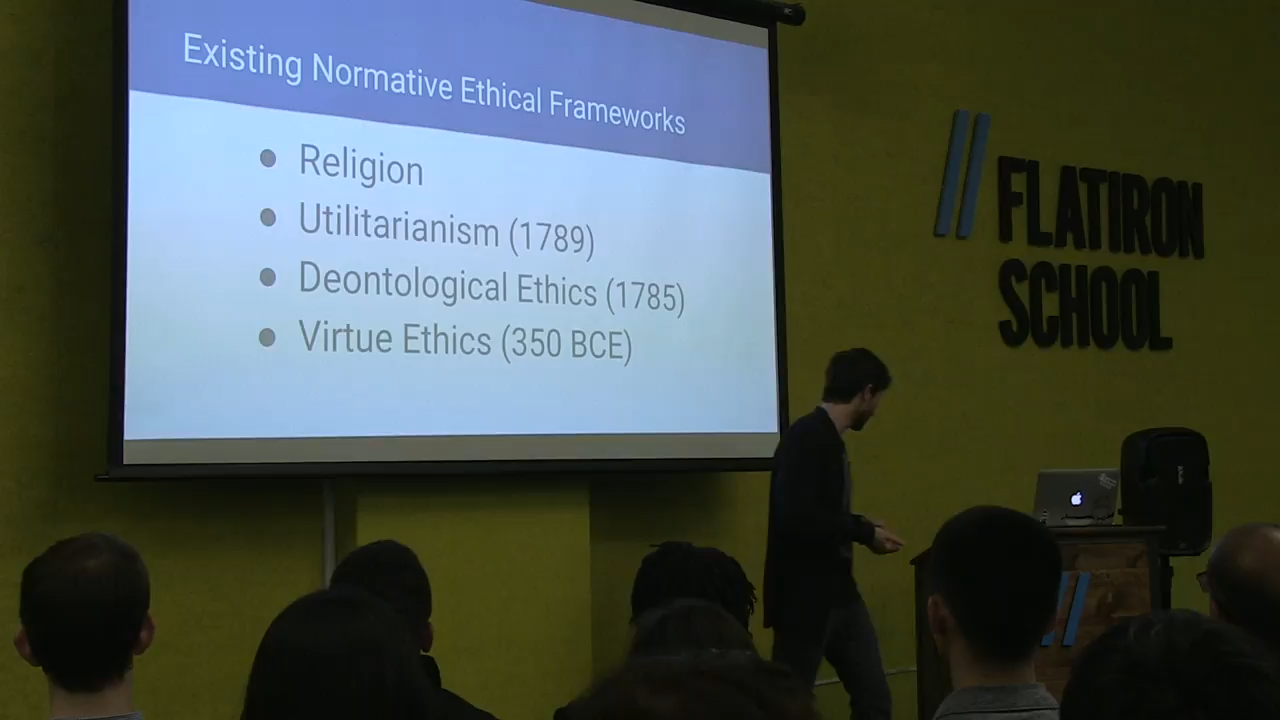 Existing Normative Ethical Frameworks
● Religion
● Utilitarianism (1789)
● Deontological Ethics (1785)
● Virtue Ethics (350 BCE)
// FLATIRON
SCHOOL